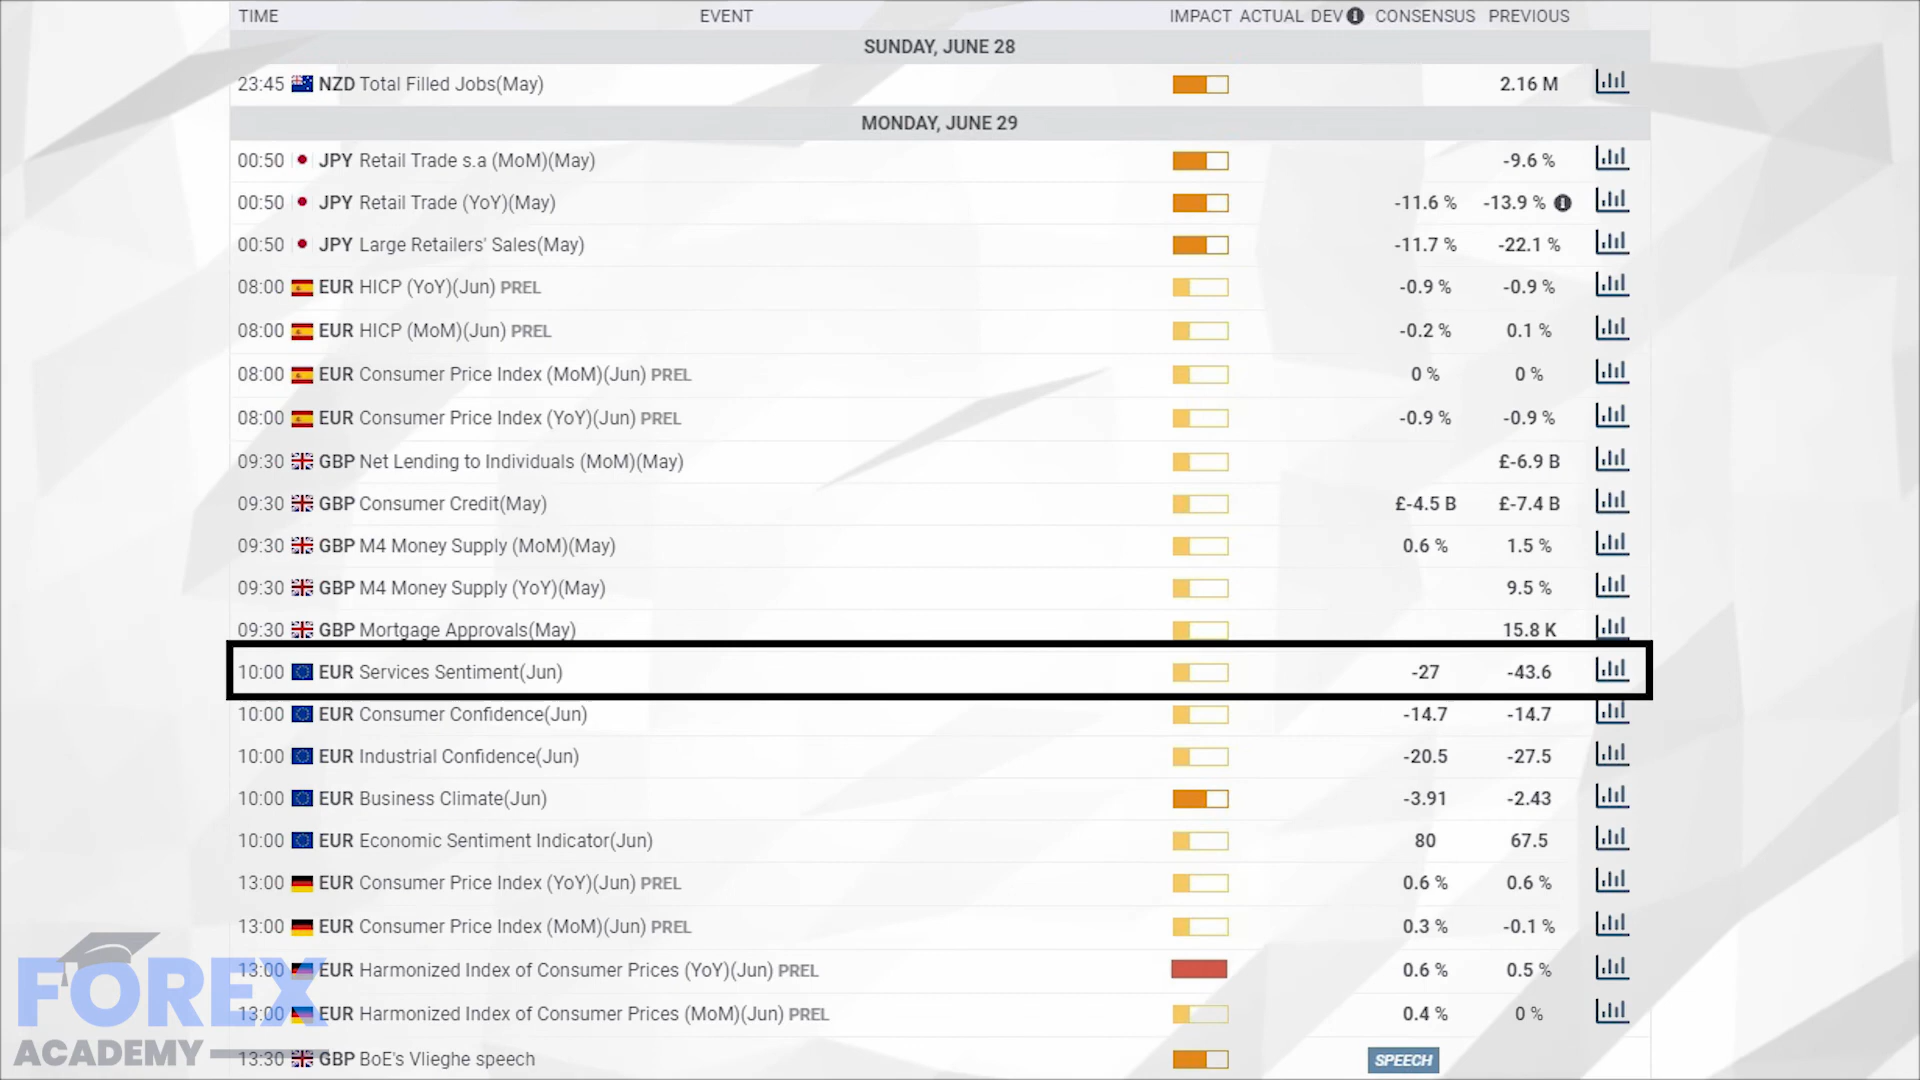 TIME EVENT IMPACT ACTUAL DEV CONSENSUS PREVIOUS
SUNDAY, JUNE 28
23:45 NZD Total Filled Jobs(May) 2.16 M
MONDAY, JUNE 29
00:50 JPY Retail Trade s.a (MoM)(May) -9.6 %
00:50 JPY Retail Trade (YoY)(May) -11.6 % -13.9 %
00:50 JPY Large Retailers' Sales(May) -11.7 % -22.1 %
08:00 EUR HICP (YoY)(Jun) PREL -0.9 % -0.9 %
08:00 EUR HICP (MoM)(Jun) PREL -0.2 % 0.1 %
08:00 EUR Consumer Price Index (MoM)(Jun) PREL 0 % 0 %
08:00 EUR Consumer Price Index (YoY)(Jun) PREL -0.9 % -0.9 %
09:30 GBP Net Lending to Individuals (MoM)(May) £-6.9 B
09:30 GBP Consumer Credit(May) £-4.5 B £-7.4 B
09:30 GBP M4 Money Supply (MoM)(May) 0.6 % 1.5 %
09:30 GBP M4 Money Supply (YoY)(May) 9.5 %
09:30 GBP Mortgage Approvals(May) 15.8 K
10:00 EUR Services Sentiment(Jun) -27 -43.6
10:00 EUR Consumer Confidence(Jun) -14.7 -14.7
10:00 EUR Industrial Confidence(Jun) -20.5 -27.5
10:00 EUR Business Climate(Jun) -3.91 -2.43
10:00 EUR Economic Sentiment Indicator(Jun) 80 67.5
13:00 EUR Consumer Price Index (YoY)(Jun) PREL 0.6 % 0.6 %
13:00 EUR Consumer Price Index (MoM)(Jun) PREL 0.3 % -0.1 %
13:00 EUR Harmonized Index of Consumer Prices (YoY)(Jun) PREL 0.6 % 0.5 %
13:00 EUR Harmonized Index of Consumer Prices (MoM)(Jun) PREL 0.4 % 0 %
13:30 GBP BoE's Vlieghe speech SPEECH
FOREX
ACADEMY